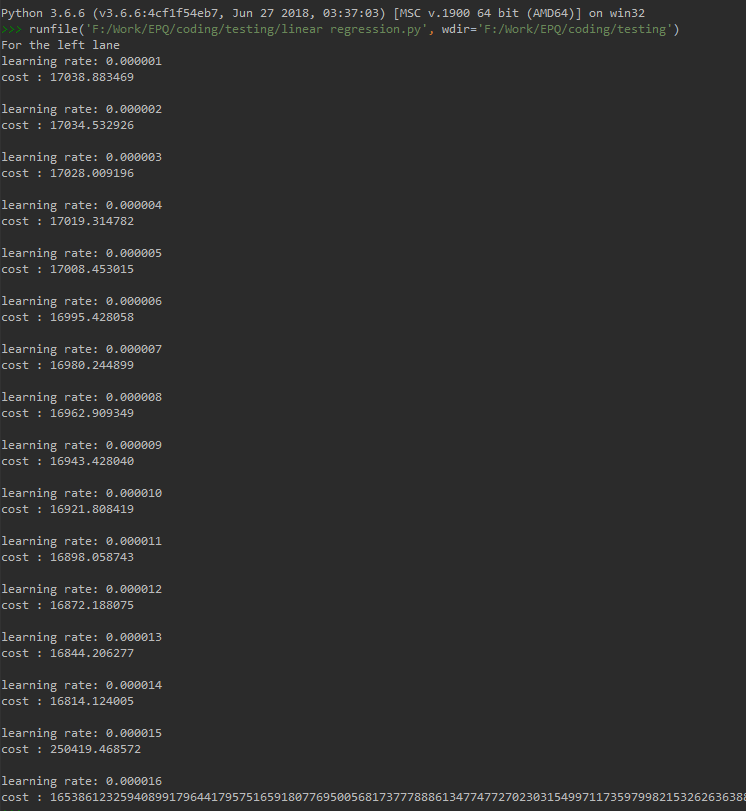 Python 3.6.6 (v3.6.6:4cf1f54eb7, Jun 27 2018, 03:37:03) [MSC v.1900 64 bit (AMD64)] on win32
>>> runfile('F:/Work/EPQ/coding/testing/linear regression.py', wdir='F:/Work/EPQ/coding/testing')
For the left lane
learning rate: 0.000001
cost : 17038.883469
learning rate: 0.000002
cost : 17034.532926
learning rate: 0.000003
cost : 17028.009196
learning rate: 0.000004
cost : 17019.314782
learning rate: 0.000005
cost : 17008.453015
learning rate: 0.000006
cost : 16995.428058
learning rate: 0.000007
cost : 16980.244899
learning rate: 0.000008
cost : 16962.909349
learning rate: 0.000009
cost : 16943.428040
learning rate: 0.000010
cost : 16921.808419
learning rate: 0.000011
cost : 16898.058743
learning rate: 0.000012
cost : 16872.188075
learning rate: 0.000013
cost : 16844.206277
learning rate: 0.000014
cost : 16814.124005
learning rate: 0.000015
cost : 250419.468572
learning rate: 0.000016
cost : 1653861232594089917964417957516591807769500568173777888613477477270230315499711735979982153262636388